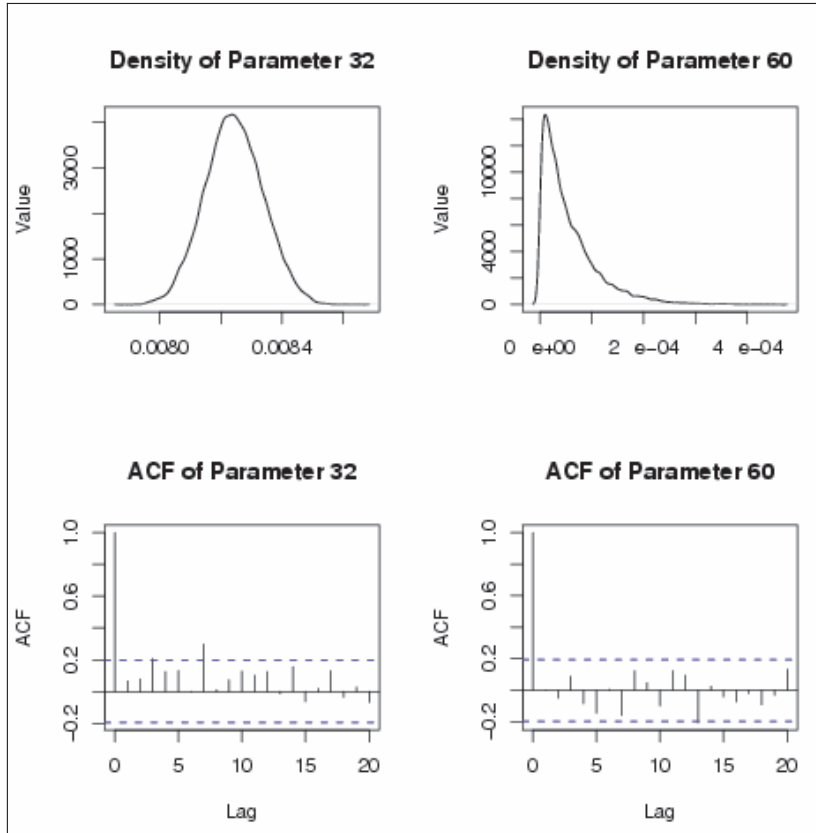 Density of Parameter 32
Value
0 1000 3000
0.0080 0.0084
Density of Parameter 60
Value
0 4000 10000
0 e+00 2 e−04 4 e−04
ACF of Parameter 32
ACF
−0.2 0.2 0.6 1.0
0 5 10 15 20
Lag
ACF of Parameter 60
ACF
−0.2 0.2 0.6 1.0
0 5 10 15 20
Lag